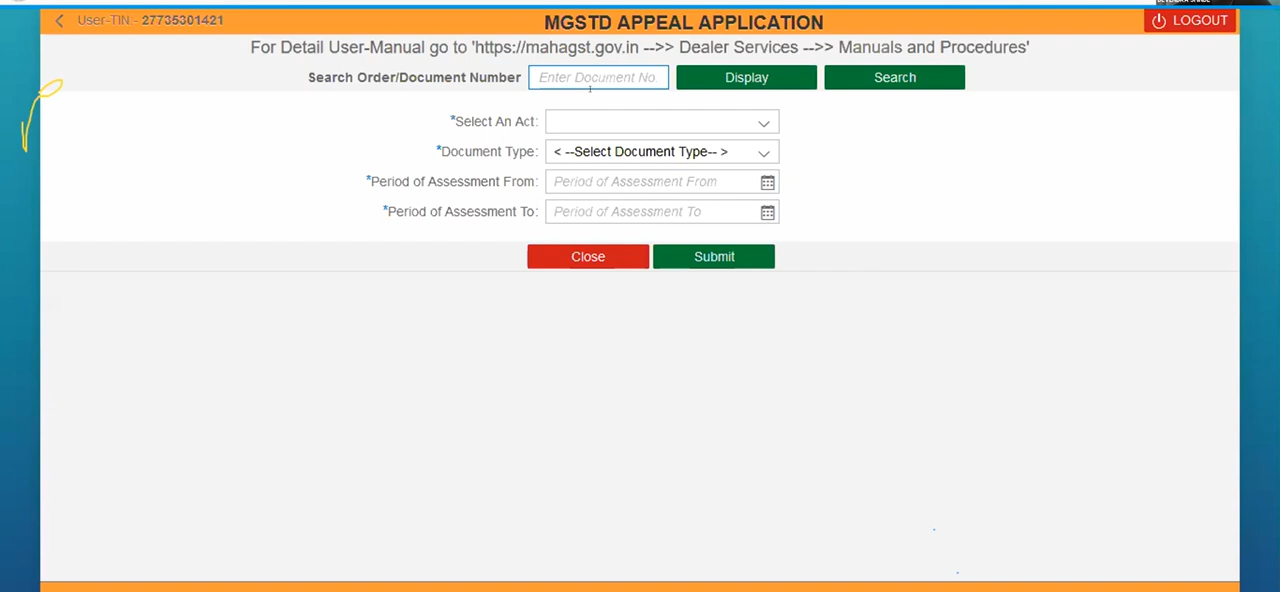 User-TIN:- 27735301421
MGSTD APPEAL APPLICATION
LOGOUT
For Detail User-Manual go to 'https://mahagst.gov.in -->> Dealer Services -->> Manuals and Procedures'
Search Order/Document Number Enter Document No. Display Search
*Select An Act:
*Document Type: < --Select Document Type-- >
*Period of Assessment From: Period of Assessment From
*Period of Assessment To: Period of Assessment To
Close Submit